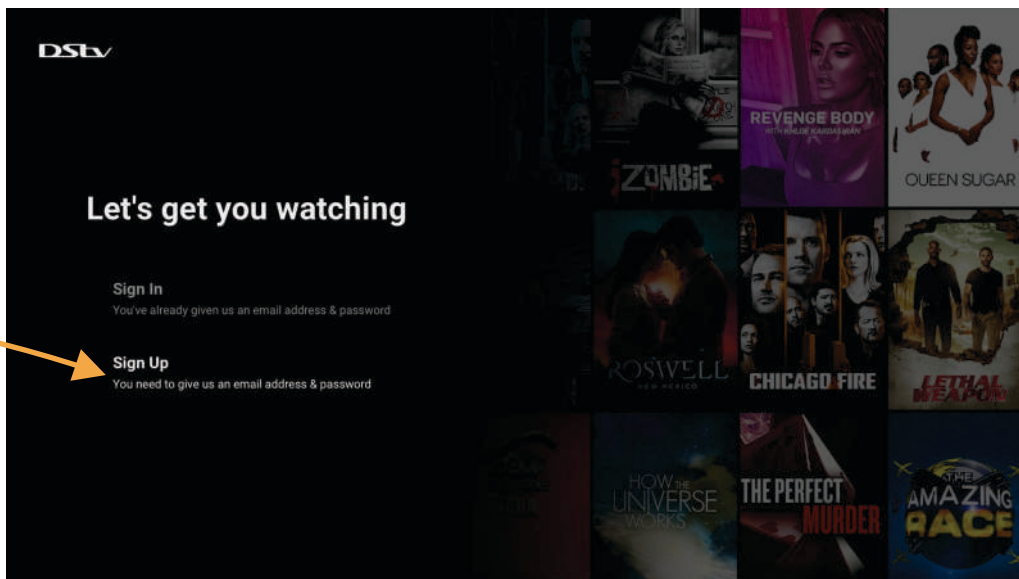 DStv
Let's get you watching
Sign In
You've already given us an email address & password
Sign Up
You need to give us an email address & password
iZOMBiE
REVENGE BODY
WITH KHLOÉ KARDASHIAN
QUEEN SUGAR
ROSWELL
NEW MEXICO
CHICAGO FIRE
LETHAL
WEAPON
HOW THE
UNIVERSE
WORKS
THE PERFECT
MURDER
THE
AMAZING
RACE